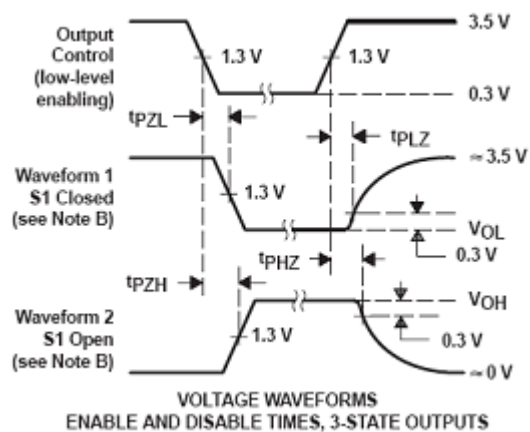 Output
Control
(low-level
enabling)
3.5 V
1.3 V
1.3 V
0.3 V
tPZL
tPLZ
Waveform 1
S1 Closed
(see Note B)
≈ 3.5 V
1.3 V
VOL
0.3 V
tPHZ
tPZH
VOH
Waveform 2
S1 Open
(see Note B)
1.3 V
0.3 V
≈ 0 V
VOLTAGE WAVEFORMS
ENABLE AND DISABLE TIMES, 3-STATE OUTPUTS